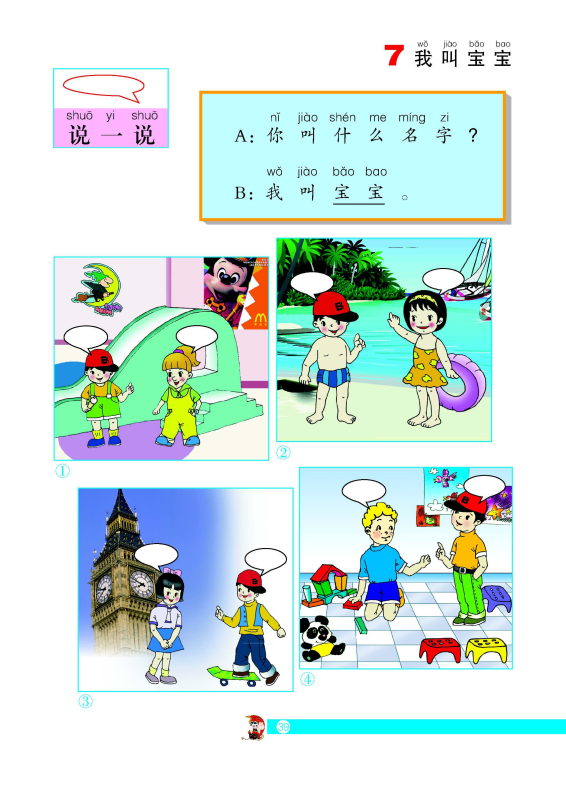 wǒ jiào bǎo bao
7 我 叫 宝 宝
shuō yi shuō
说 一 说
nǐ jiào shén me míng zi
A: 你 叫 什 么 名 字 ?
wǒ jiào bǎo bao
B: 我 叫 宝 宝 。
B
B
①
②
B
B
③
④
39